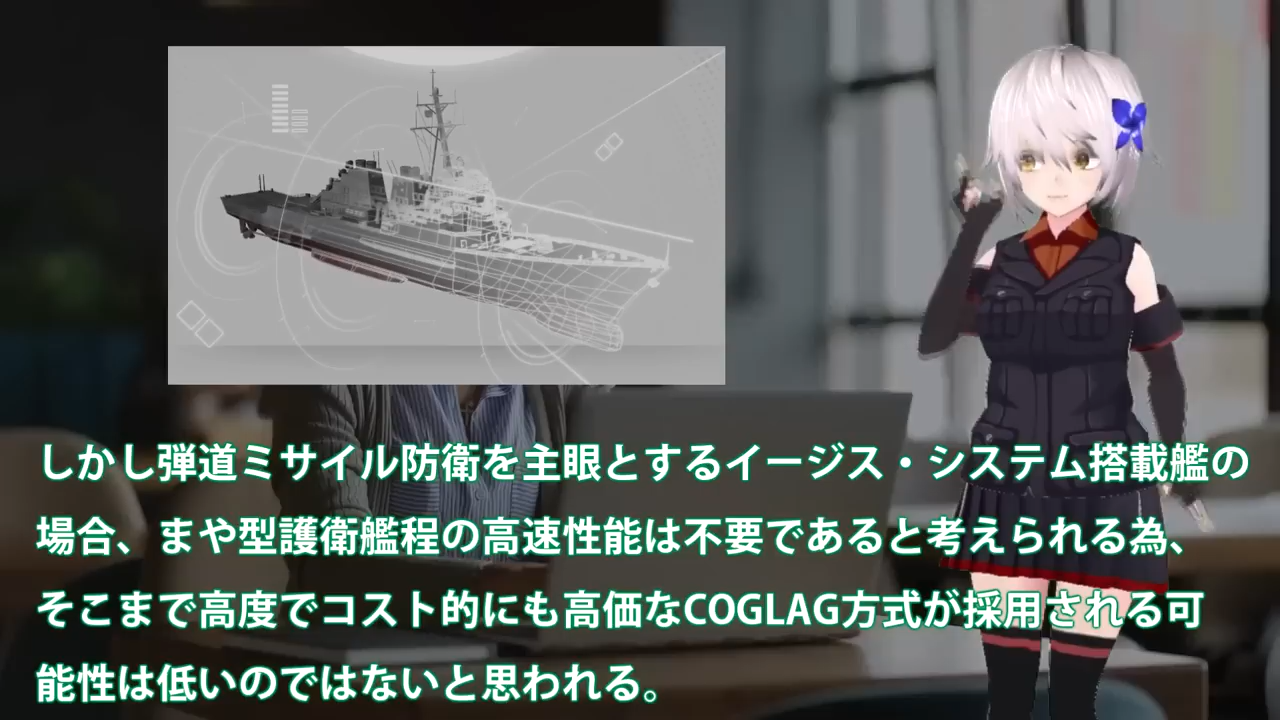 しかし弾道ミサイル防衛を主眼とするイージス・システム搭載艦の
場合、まや型護衛艦程の高速性能は不要であると考えられる為、
そこまで高度でコスト的にも高価なCOGLAG方式が採用される可
能性は低いのではないと思われる。